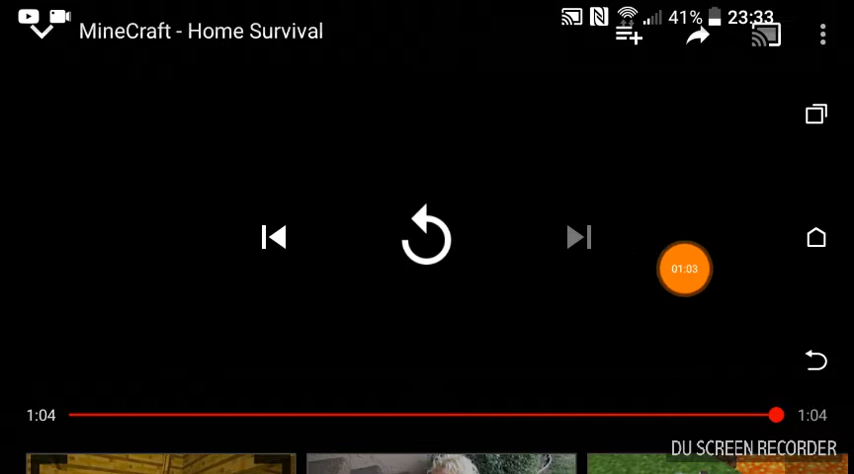 41% 23:33
MineCraft - Home Survival
01:03
1:04 1:04
DU SCREEN RECORDER